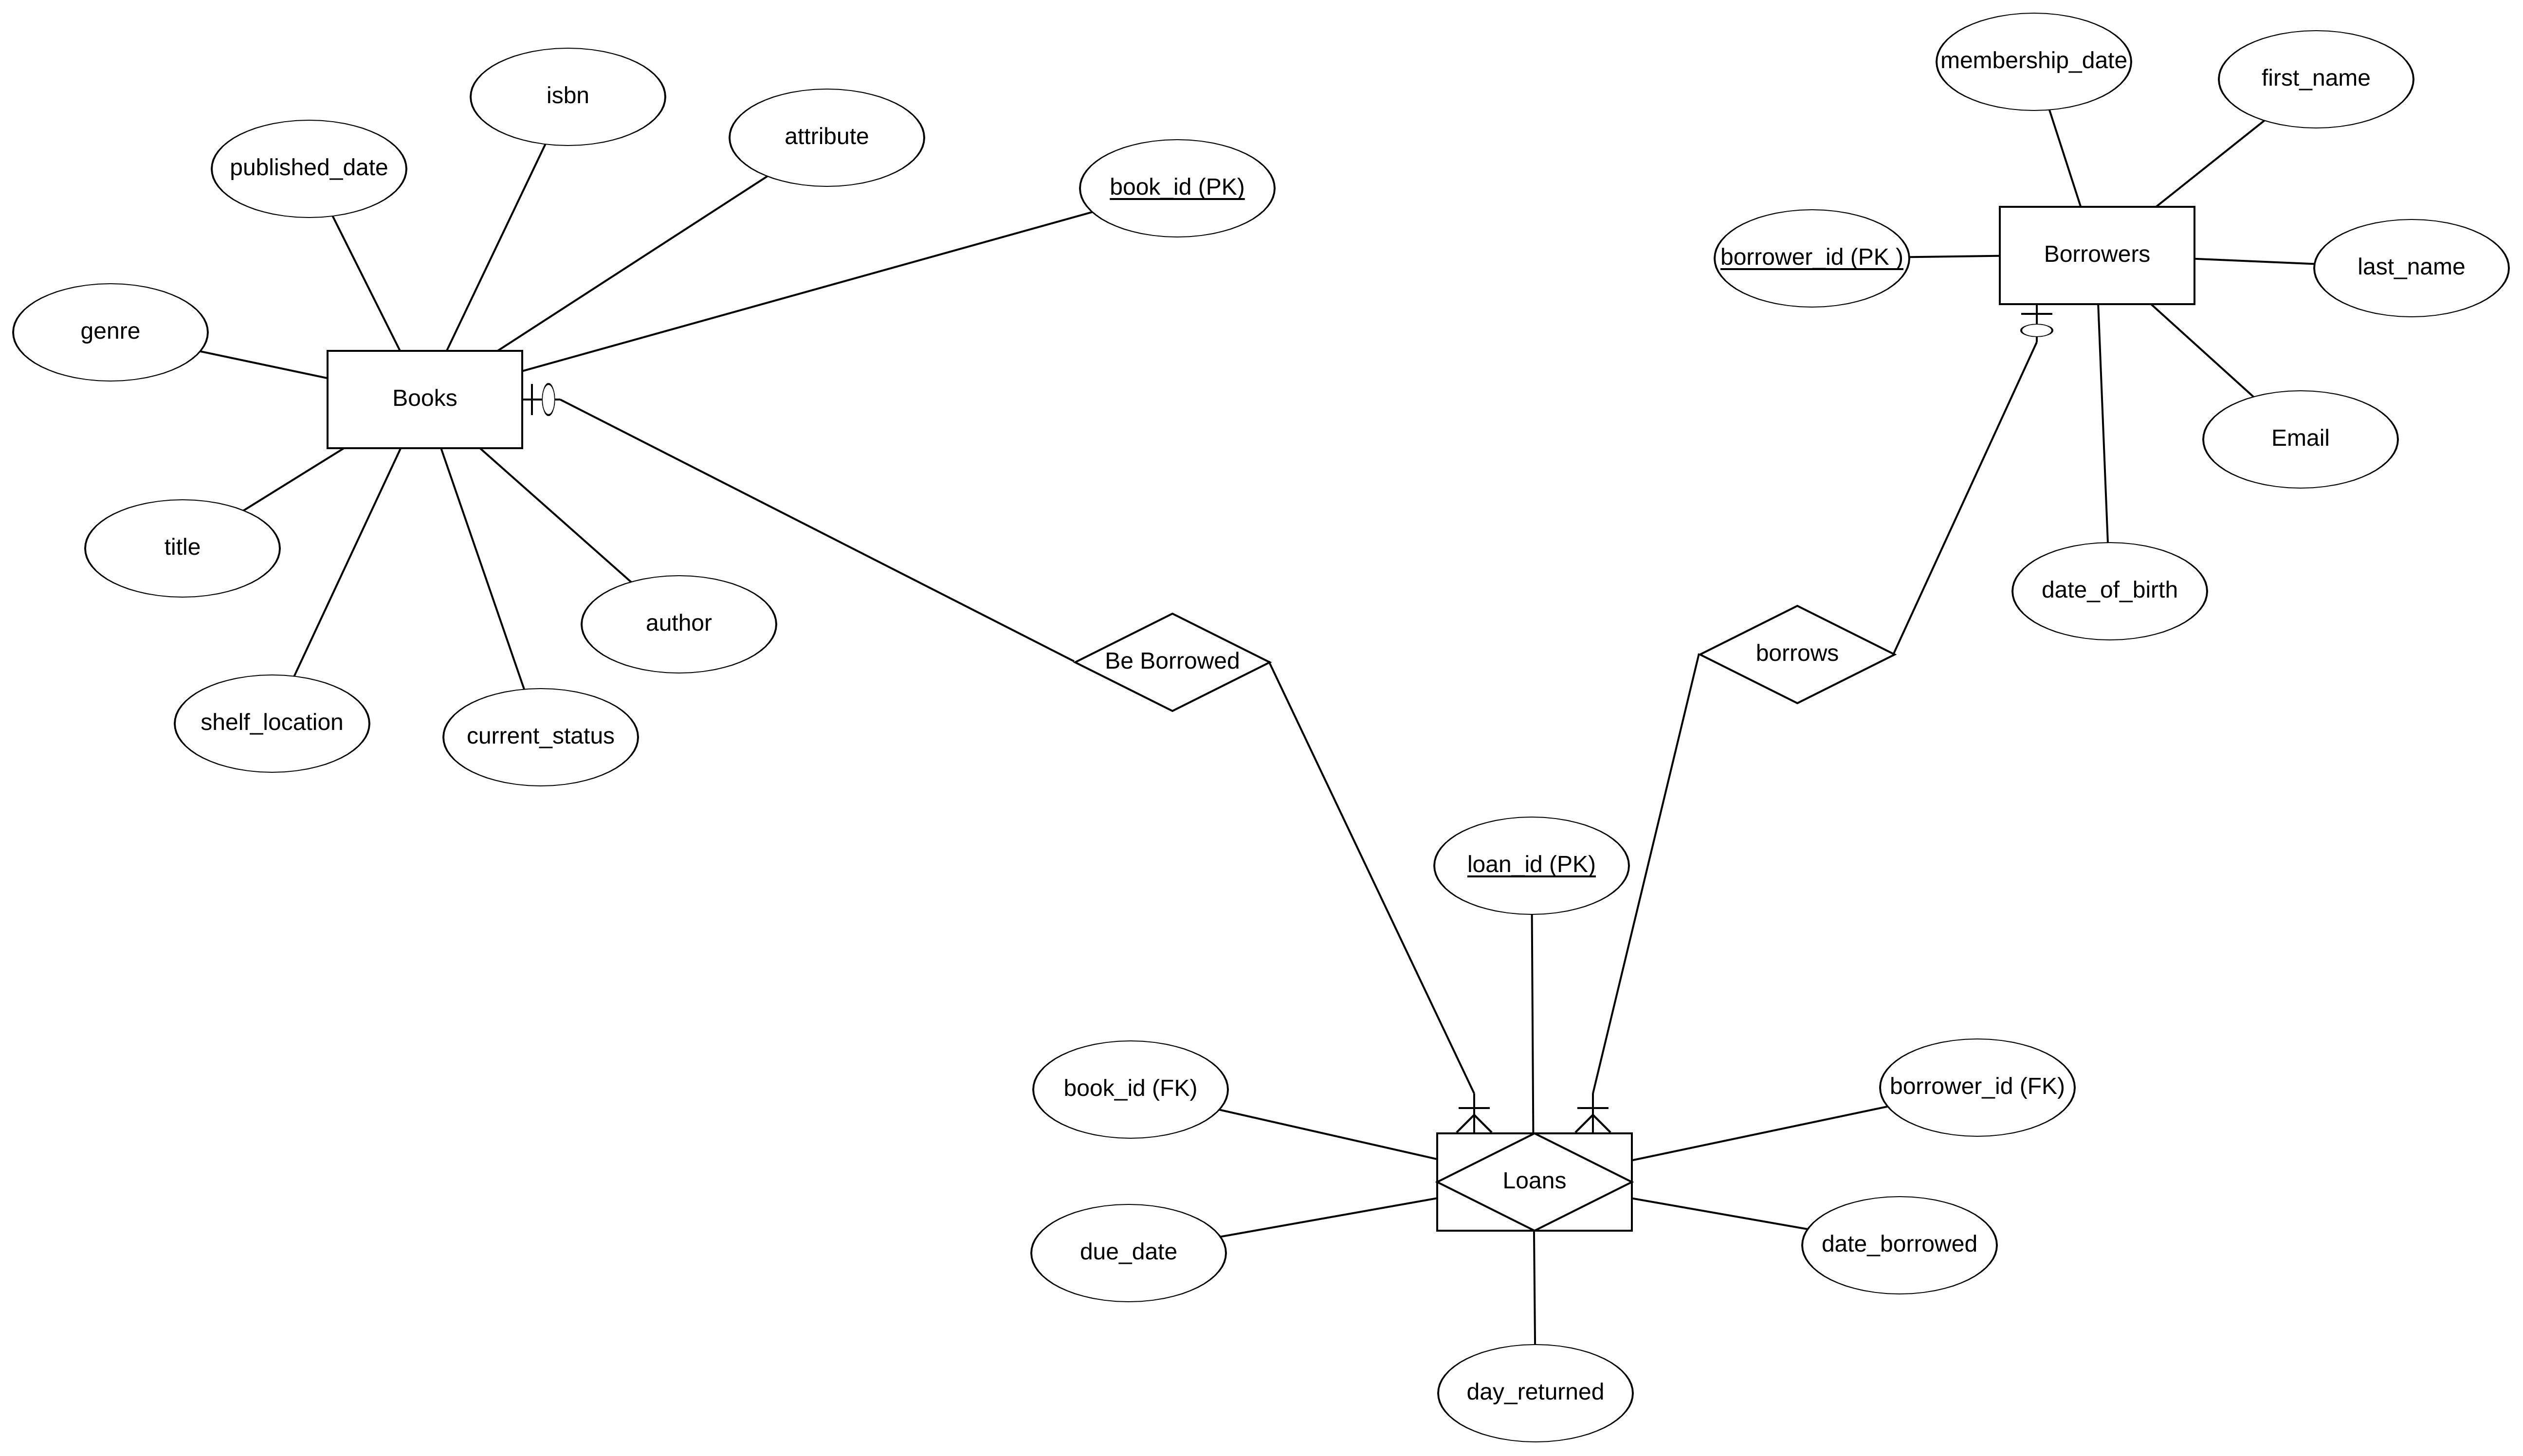 membership_date
first_name
isbn
attribute
published_date
book_id (PK)
borrower_id (PK )
Borrowers
last_name
genre
Books
Email
title
date_of_birth
author
Be Borrowed
borrows
shelf_location
current_status
loan_id (PK)
book_id (FK)
borrower_id (FK)
Loans
due_date
date_borrowed
day_returned